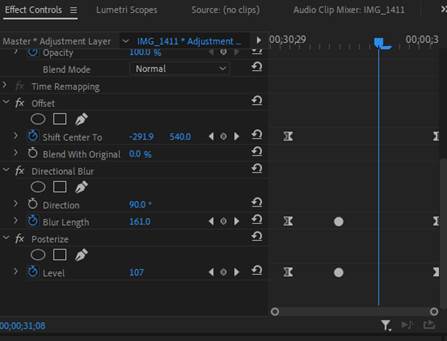 Effect Controls Lumetri Scopes Source: (no clips) Audio Clip Mixer: IMG_1411
Master * Adjustment Layer IMG_1411 * Adjustment ... 00;30;29 00;00;3
Opacity 100.0 %
Blend Mode Normal
fx Time Remapping
fx Offset
Shift Center To -291.9 540.0
Blend With Original 0.0 %
fx Directional Blur
Direction 90.0 °
Blur Length 161.0
fx Posterize
Level 107
00;00;31;08